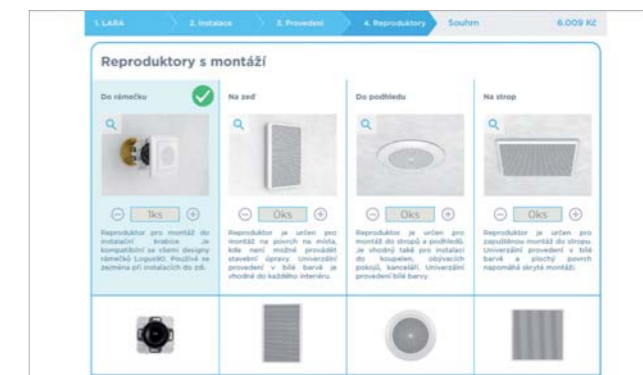 1. LARA
2. Instalace
3. Provedení
4. Reproduktory
Souhrn
6.009 Kč
Reproduktory s montáží
Do rámečku
1ks
Reproduktor pro montáž do
instalační krabice je
kompatibilní se všemi designy
rámečků Logus90. Používá se
zejména při instalacích do zdi.
Na zeď
0ks
Reproduktor je určen pro
montáž na povrch na místa,
kde není možné provádět
stavební úpravy. Univerzální
provedení v bílé barvě je
vhodné do každého interiéru.
Do podhledu
0ks
Reproduktor je určen pro
montáž do stropů a podhledů.
Je vhodný také pro instalaci
do koupelen, obývacích
pokojů, kanceláří. Univerzální
provedení bílé barvy.
Na strop
0ks
Reproduktor je určen pro
zapuštěnou montáž do stropu.
Univerzální provedení v bílé
barvě a plochý povrch
napomáhá skryté montáži.